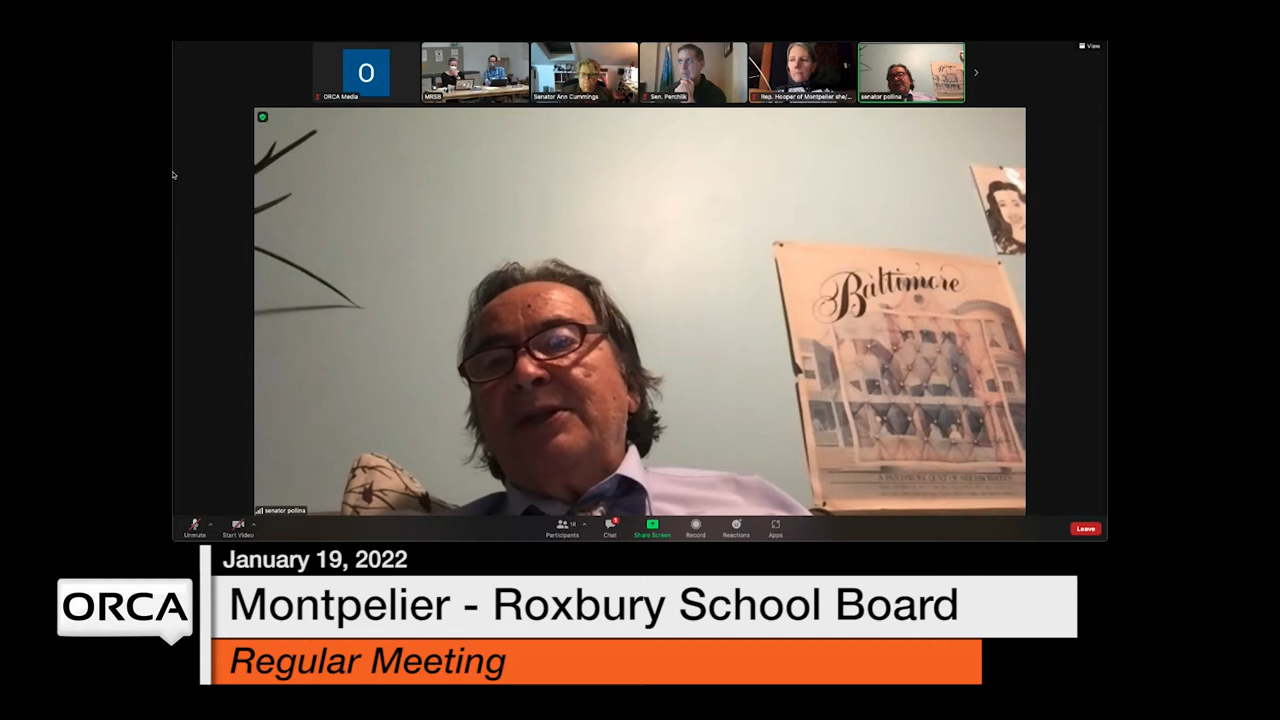 View
O
ORCA Media
MRSB
Senator Ann Cummings
Sen. Perchlik
Rep. Hooper of Montpelier she/...
senator pollina
Baltimore
senator pollina
Unmute
Start Video
18
Participants
1
Chat
Share Screen
Record
Reactions
Apps
Leave
January 19, 2022
ORCA
Montpelier - Roxbury School Board
Regular Meeting